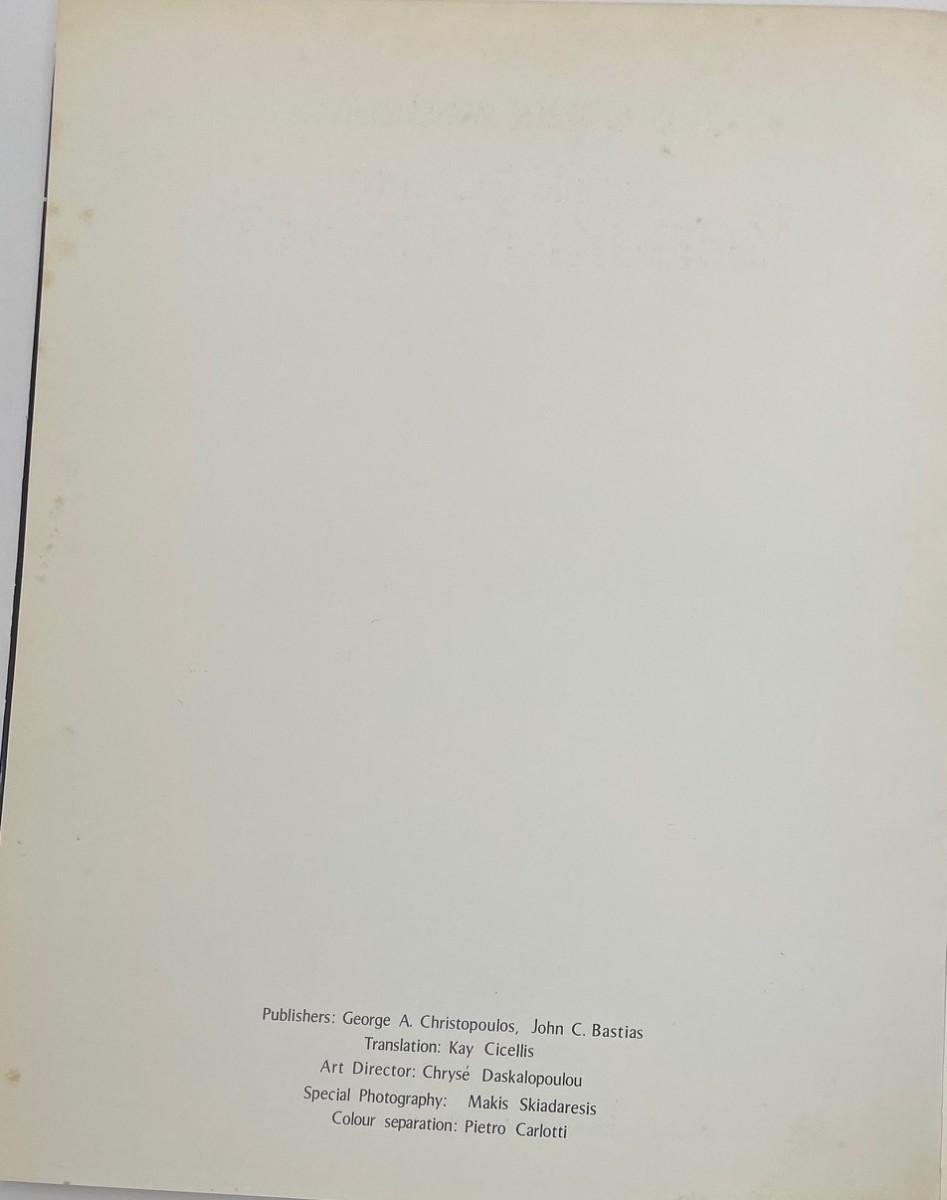 Publishers: George A. Christopoulos, John C. Bastias
Translation: Kay Cicellis
Art Director: Chrysé Daskalopoulou
Special Photography: Makis Skiadaresis
Colour separation: Pietro Carlotti